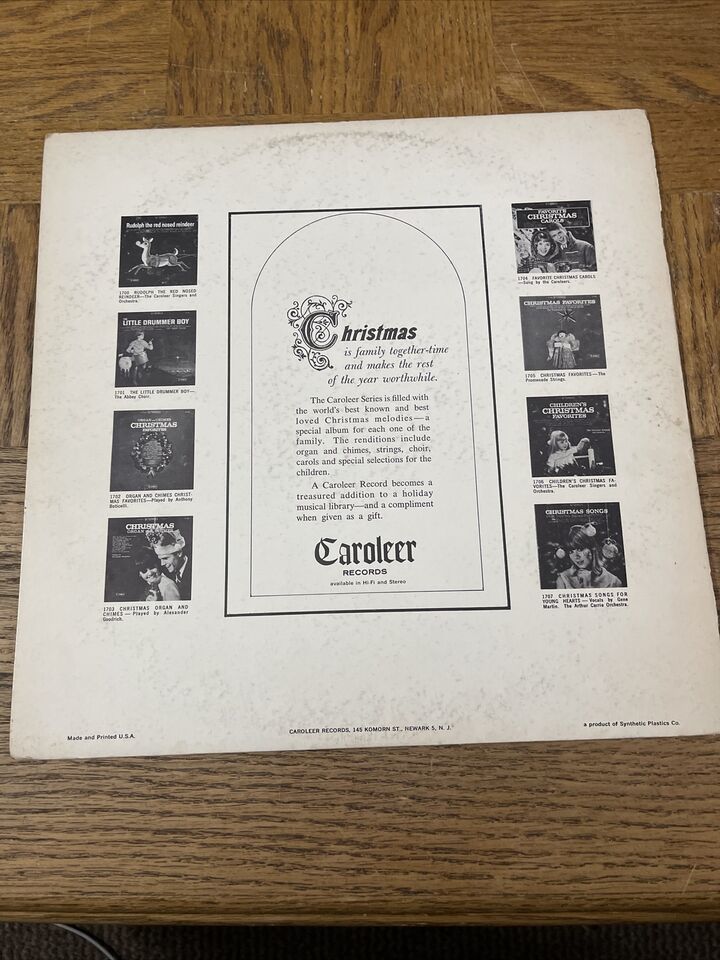 Rudolph the red nosed reindeer
1700 RUDOLPH THE RED NOSED
REINDEER—The Caroleer Singers and
Orchestra.
LITTLE DRUMMER BOY
1701 THE LITTLE DRUMMER BOY—
The Abbey Choir.
ORGAN AND CHIMES
CHRISTMAS
FAVORITES
1702 ORGAN AND CHIMES CHRIST-
MAS FAVORITES—Played by Anthony
Boticelli.
CHRISTMAS
1703 CHRISTMAS ORGAN AND
CHIMES — Played by Alexander
Goodrich.
Christmas
is family together-time
and makes the rest
of the year worthwhile.
The Caroleer Series is filled with
the world's best known and best
loved Christmas melodies—a
special album for each one of the
family. The renditions include
organ and chimes, strings, choir,
carols and special selections for the
children.
A Caroleer Record becomes a
treasured addition to a holiday
musical library—and a compliment
when given as a gift.
Caroleer
RECORDS
available in Hi-Fi and Stereo
FAVORITE
CHRISTMAS
CAROLS
1704 FAVORITE CHRISTMAS CAROLS
—Sung by the Caroleers.
CHRISTMAS FAVORITES
1705 CHRISTMAS FAVORITES—The
Promenade Strings.
CHILDREN'S
CHRISTMAS
FAVORITES
1706 CHILDREN'S CHRISTMAS FA-
VORITES—The Caroleer Singers and
Orchestra.
CHRISTMAS SONGS
1707 CHRISTMAS SONGS FOR
YOUNG HEARTS — Vocals by Gene
Martin. The Arthur Carrie Orchestra.
Made and Printed U.S.A.
CAROLEER RECORDS, 145 KOMORN ST., NEWARK 5, N. J.
a product of Synthetic Plastics Co.